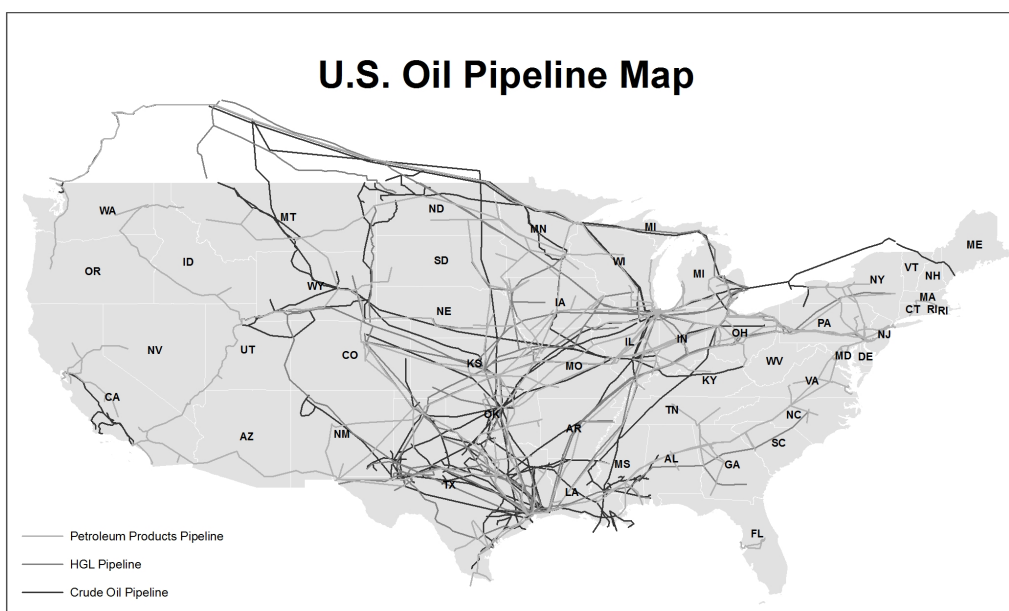 U.S. Oil Pipeline Map
WA
MT
ND
MN
MI
ME
OR
ID
SD
WI
MI
VT
NH
NY
WY
NE
IA
MA
CT
RI
RI
NV
UT
CO
IL
IN
OH
PA
NJ
KS
MO
WV
MD
DE
CA
KY
VA
OK
TN
NC
AZ
NM
AR
SC
MS
AL
GA
TX
LA
FL
Petroleum Products Pipeline
HGL Pipeline
Crude Oil Pipeline